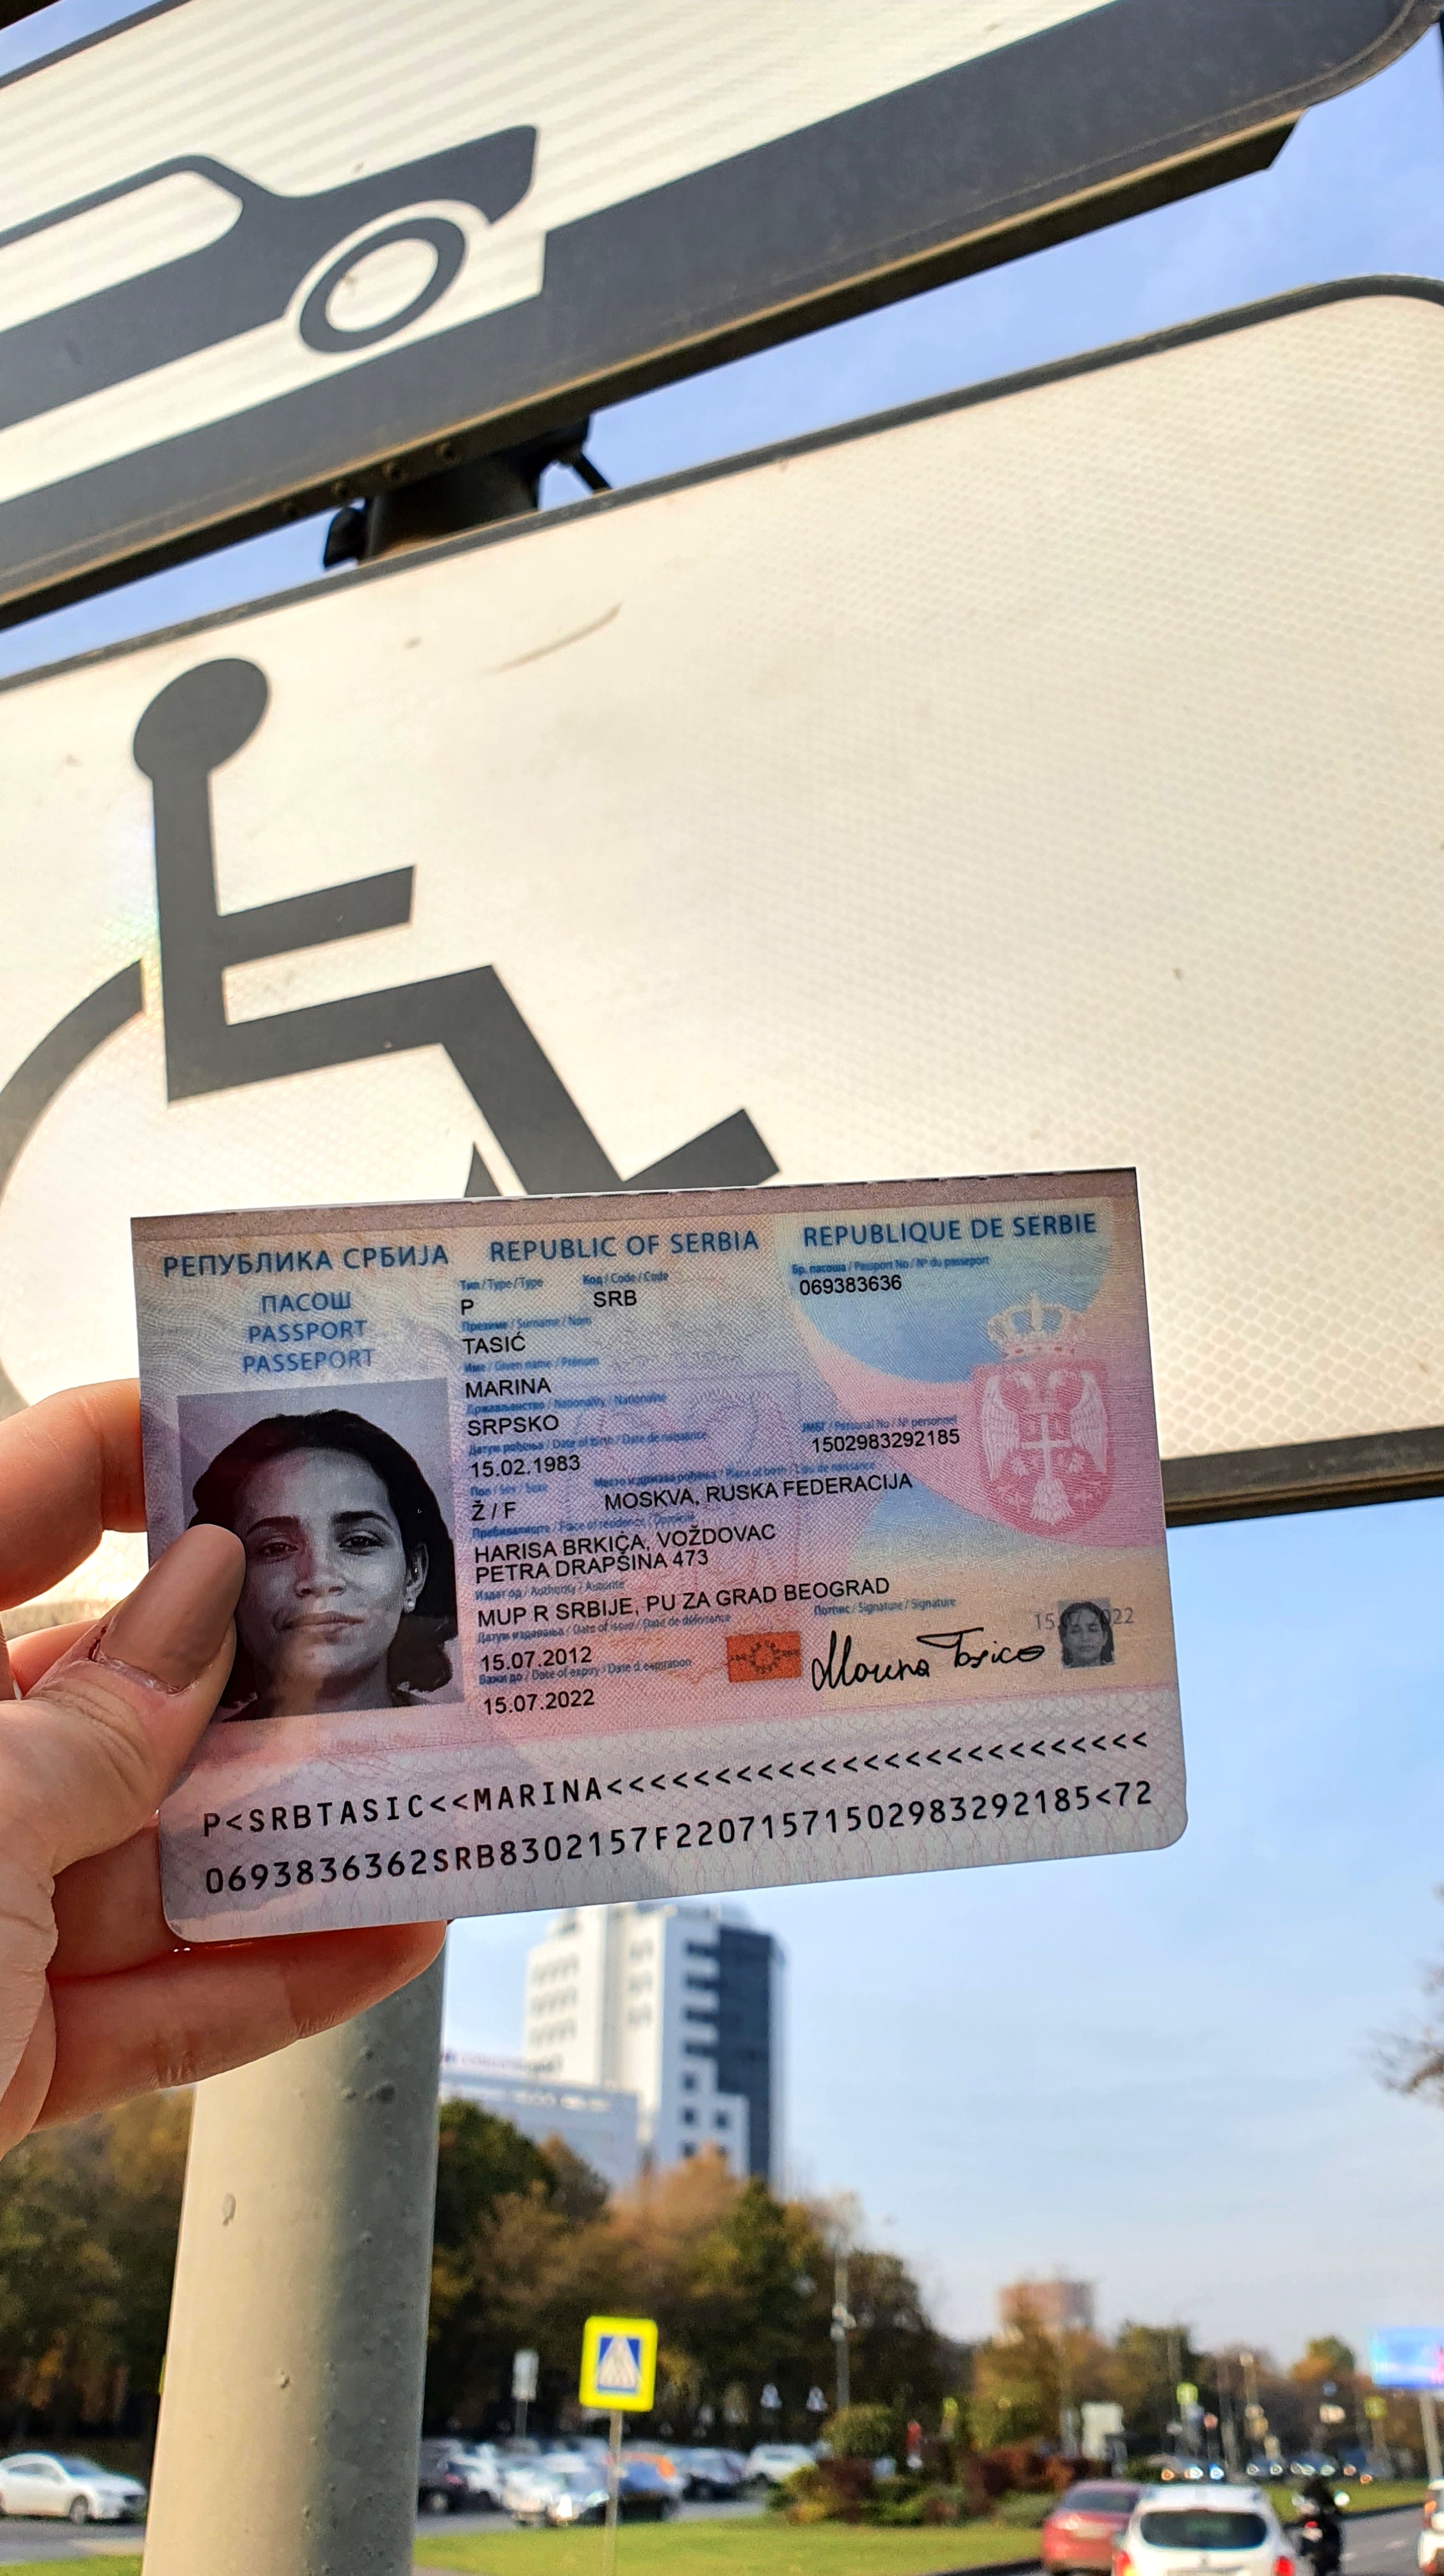 РЕПУБЛИКА СРБИЈА REPUBLIC OF SERBIA REPUBLIQUE DE SERBIE
ПАСОШ
PASSPORT
PASSEPORT
Тип / Type / Type Код / Code / Code Бр. пасоша / Passport No / Nº du passeport
P SRB 069383636
Презиме / Surname / Nom
TASIĆ
Име / Given name / Prénom
MARINA
Држављанство / Nationality / Nationalité
SRPSKO
Датум рођења / Date of birth / Date de naissance ЈМБГ / Personal No / Nº personnel
15.02.1983 1502983292185
Пол / Sex / Sexe Место и држава рођења / Place of birth / Lieu de naissance
Ž / F MOSKVA, RUSKA FEDERACIJA
Пребивалиште / Place of residence / Domicile
HARISA BRKIĆA, VOŽDOVAC
PETRA DRAPŠINA 473
Издат од / Authority / Autorité
MUP R SRBIJE, PU ZA GRAD BEOGRAD
Датум издавања / Date of issue / Date de délivrance Потпис / Signature / Signature
15.07.2012 Marina Tasić 15.07.2022
Важи до / Date of expiry / Date d.expiration
15.07.2022
P<SRBTASIC<<MARINA<<<<<<<<<<<<<<<<<<<<<<<<<<
0693836362SRB8302157F22071571502983292185<72